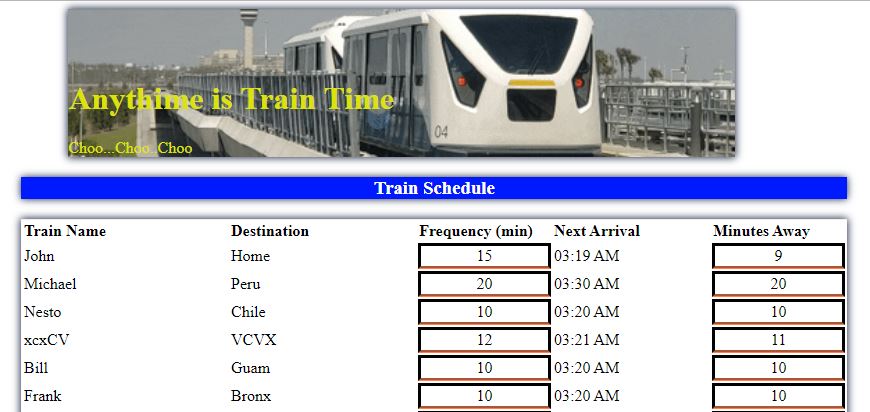 04
Anythime is Train Time
Choo...Choo..Choo
Train Schedule
Train Name Destination Frequency (min) Next Arrival Minutes Away
John Home 15 03:19 AM 9
Michael Peru 20 03:30 AM 20
Nesto Chile 10 03:20 AM 10
xcxCV VCVX 12 03:21 AM 11
Bill Guam 10 03:20 AM 10
Frank Bronx 10 03:20 AM 10